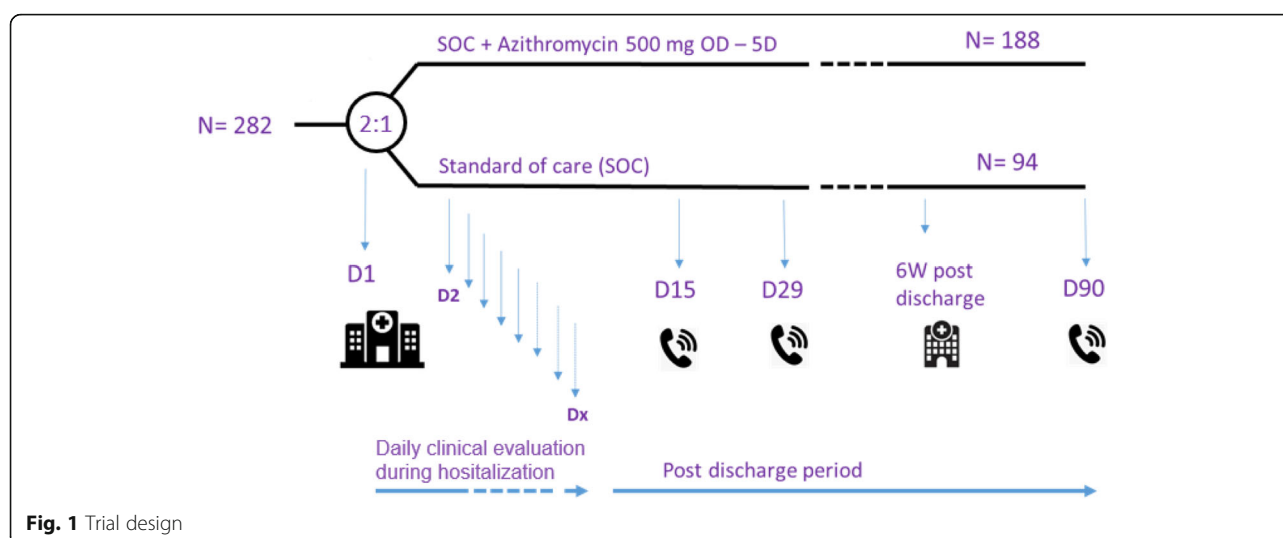 SOC + Azithromycin 500 mg OD – 5D
N= 188
N= 282
2:1
Standard of care (SOC)
N= 94
D1
D2
Dx
D15
D29
6W post
discharge
D90
Daily clinical evaluation
during hositalization
Post discharge period
Fig. 1 Trial design